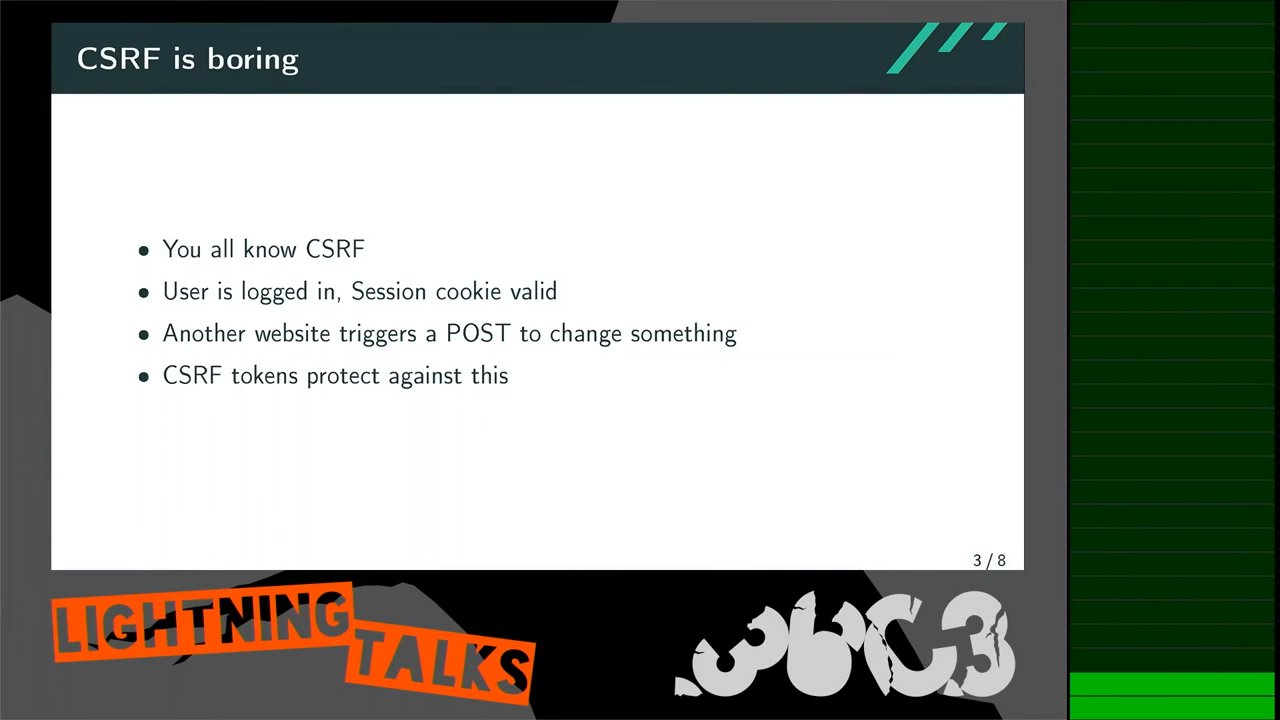 CSRF is boring
• You all know CSRF
• User is logged in, Session cookie valid
• Another website triggers a POST to change something
• CSRF tokens protect against this
3 / 8
LIGHTNING
TALKS
36C3